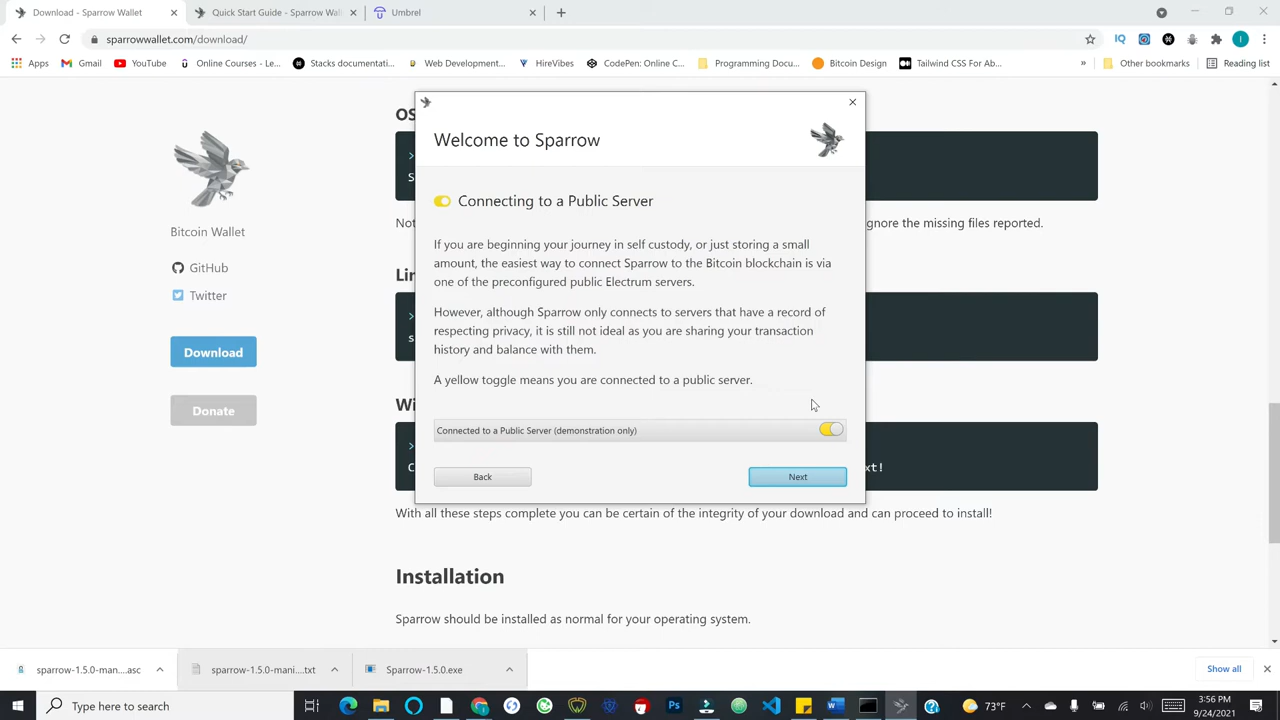 Download - Sparrow Wallet
Quick Start Guide - Sparrow Wal
Umbrel
sparrowwallet.com/download/
IQ
I
Apps
Gmail
YouTube
Online Courses - Le...
Stacks documentati...
Web Development...
HireVibes
CodePen: Online C...
Programming Docu...
Bitcoin Design
Tailwind CSS For Ab...
»
Other bookmarks
Reading list
Bitcoin Wallet
GitHub
Twitter
Download
Donate
OS
>
S
Not
gnore the missing files reported.
Lin
>
s
Wi
>
C
xt!
Welcome to Sparrow
Connecting to a Public Server
If you are beginning your journey in self custody, or just storing a small
amount, the easiest way to connect Sparrow to the Bitcoin blockchain is via
one of the preconfigured public Electrum servers.
However, although Sparrow only connects to servers that have a record of
respecting privacy, it is still not ideal as you are sharing your transaction
history and balance with them.
A yellow toggle means you are connected to a public server.
Connected to a Public Server (demonstration only)
Back
Next
With all these steps complete you can be certain of the integrity of your download and can proceed to install!
Installation
Sparrow should be installed as normal for your operating system.
sparrow-1.5.0-man....asc
sparrow-1.5.0-mani....txt
Sparrow-1.5.0.exe
Show all
Type here to search
73°F
3:56 PM
9/24/2021